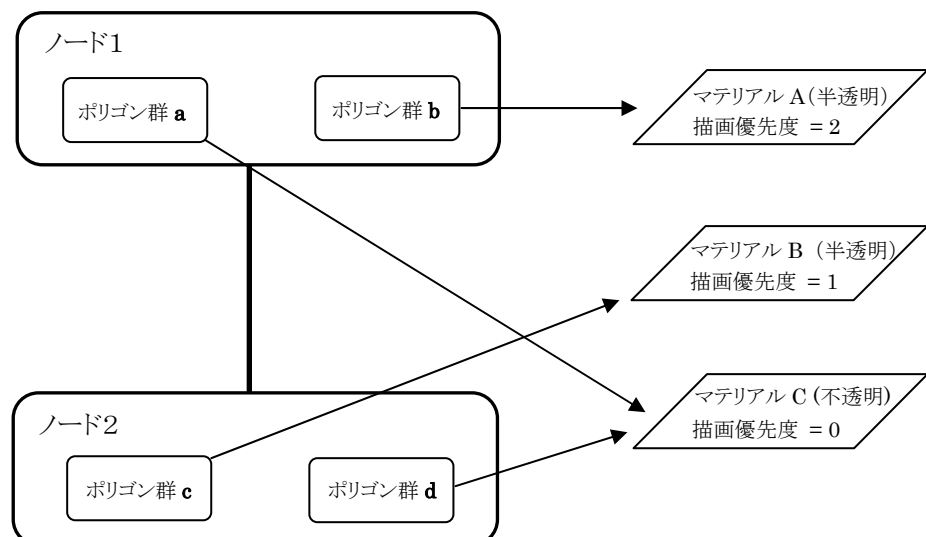 ノード1
ポリゴン群 a
ポリゴン群 b
マテリアル A(半透明)
描画優先度 = 2
マテリアル B (半透明)
描画優先度 = 1
マテリアル C (不透明)
描画優先度 = 0
ノード2
ポリゴン群 c
ポリゴン群 d